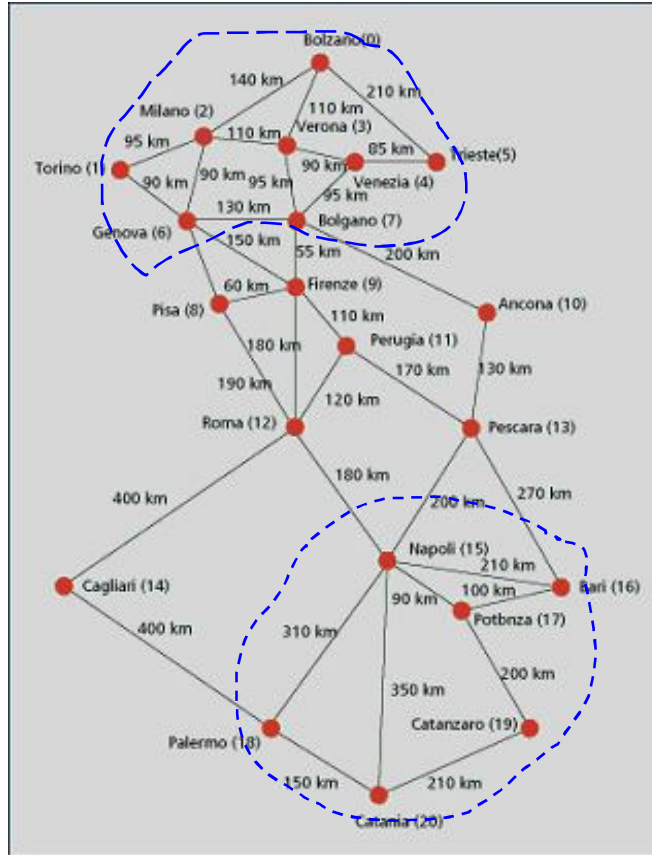 Bolzano(0)
140 km
210 km
110 km
Milano (2)
110 km
Verona (3)
95 km
85 km
Trieste(5)
90 km
Torino (1)
90 km
95 km
Venezia (4)
90 km
95 km
130 km
Bolgano (7)
Genova (6)
150 km
55 km
200 km
60 km
Firenze (9)
Pisa (8)
Ancona (10)
110 km
180 km
Perugia (11)
130 km
170 km
190 km
120 km
Roma (12)
Pescara (13)
180 km
400 km
200 km
270 km
Napoli (15)
210 km
Cagliari (14)
90 km
100 km
Bari (16)
Potbnza (17)
400 km
310 km
200 km
350 km
Catanzaro (19)
Palermo (18)
150 km
210 km
Catania (20)